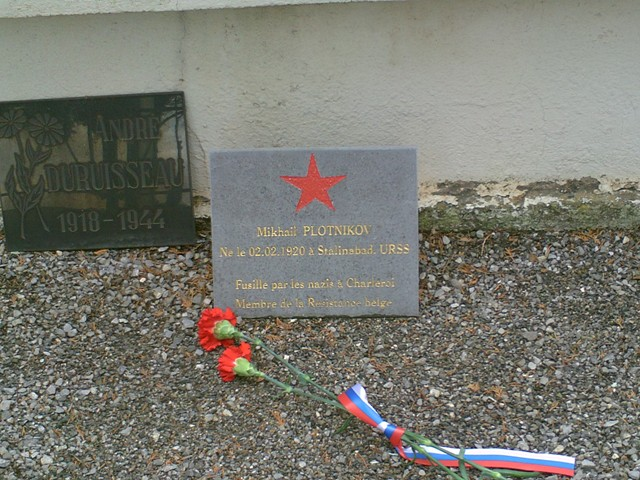 ANDRÉ
DURUISSEAU
1918-1944
Mikhail PLOTNIKOV
Né le 02.02.1920 à Stalinabad, URSS
Fusillé par les nazis à Charleroi
Membre de la Résistance belge